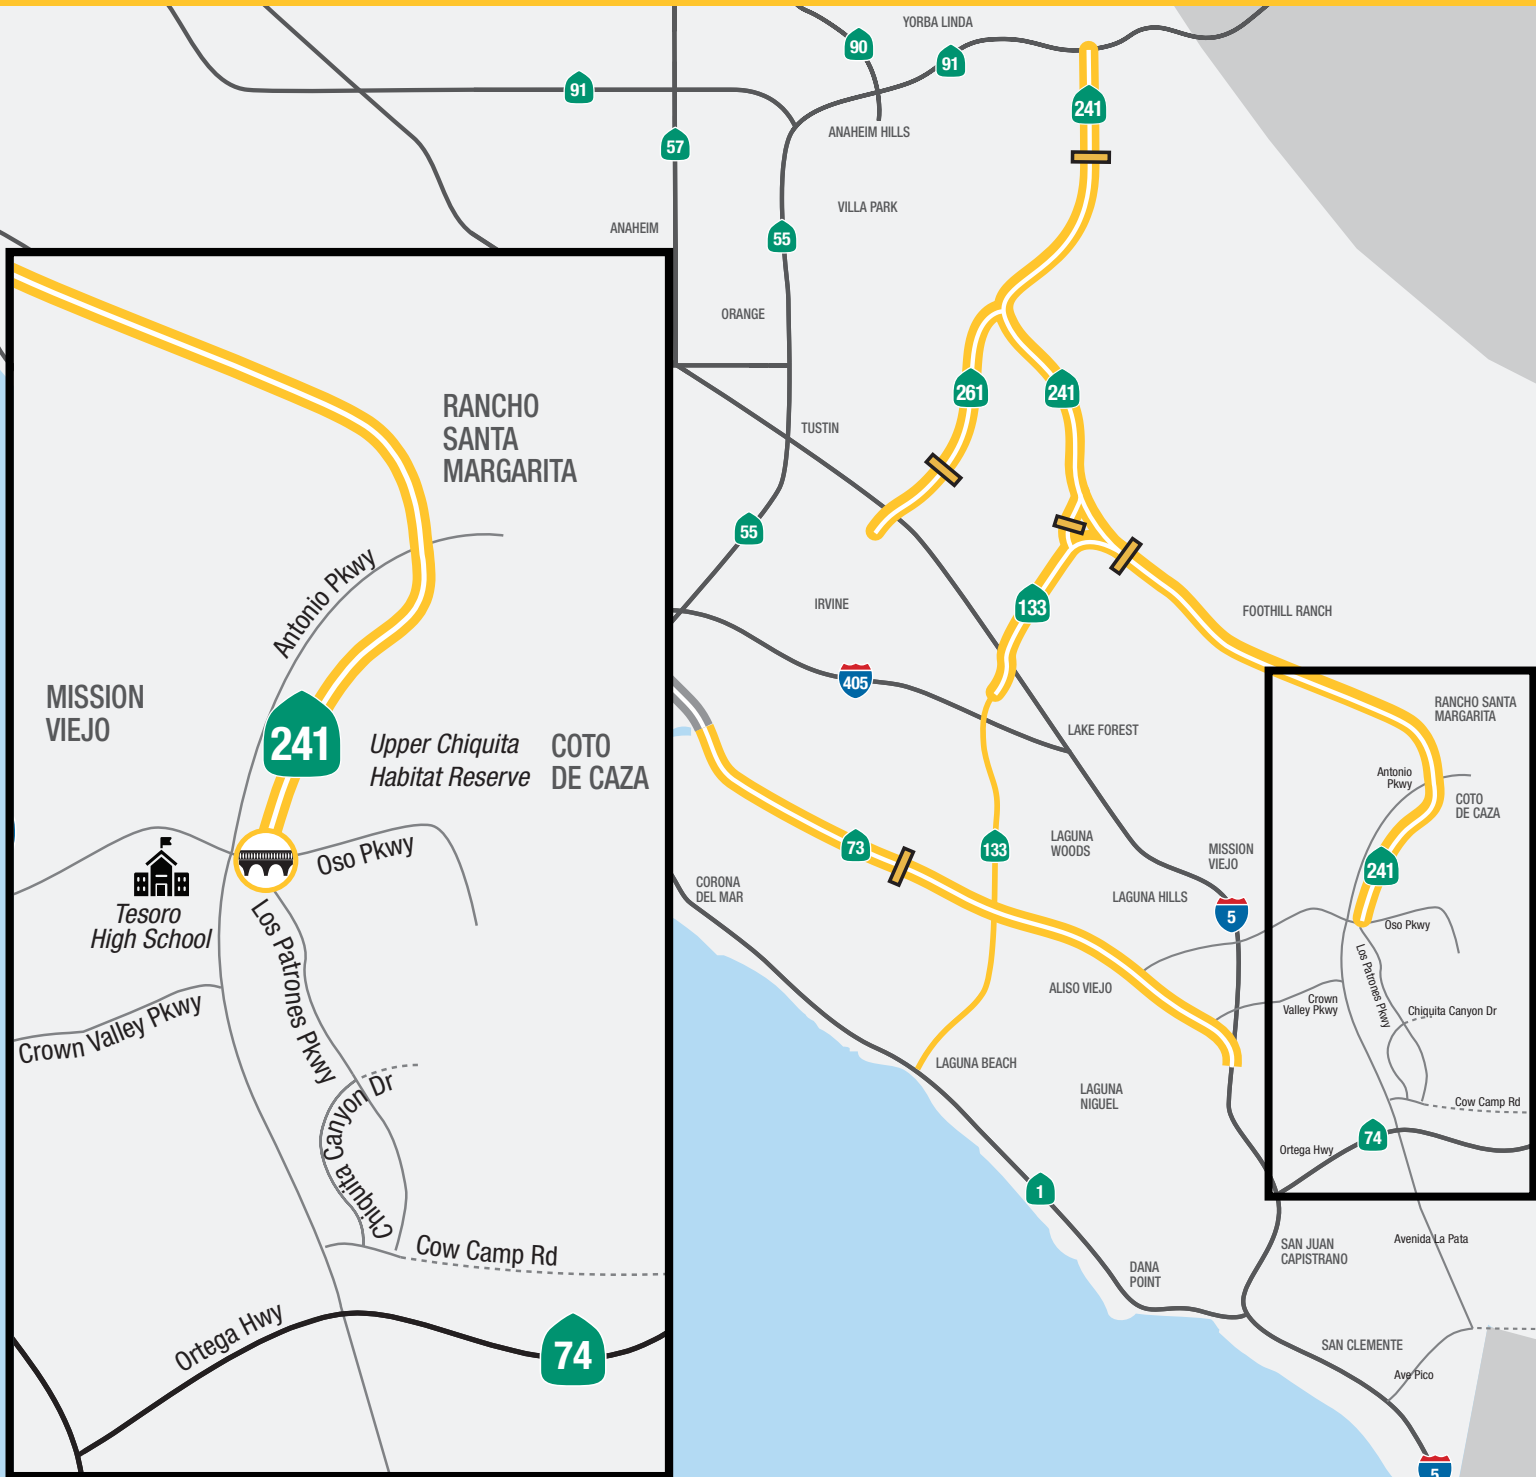 YORBA LINDA
90
91
91
241
ANAHEIM HILLS
57
VILLA PARK
ANAHEIM
55
ORANGE
261
241
TUSTIN
55
IRVINE
133
FOOTHILL RANCH
405
LAKE FOREST
RANCHO SANTA
MARGARITA
Antonio
Pkwy
COTO
DE CAZA
73
133
LAGUNA
WOODS
MISSION
VIEJO
241
CORONA
DEL MAR
LAGUNA HILLS
5
Oso Pkwy
Los Patrones Pkwy
ALISO VIEJO
Crown
Valley Pkwy
Chiquita Canyon Dr
LAGUNA BEACH
LAGUNA
NIGUEL
Cow Camp Rd
74
Ortega Hwy
1
SAN JUAN
CAPISTRANO
Avenida La Pata
DANA
POINT
SAN CLEMENTE
Ave Pico
5
RANCHO
SANTA
MARGARITA
Antonio Pkwy
MISSION
VIEJO
241
Upper Chiquita
Habitat Reserve
COTO
DE CAZA
Oso Pkwy
Tesoro
High School
Los Patrones Pkwy
Crown Valley Pkwy
Chiquita Canyon Dr
Cow Camp Rd
Ortega Hwy
74